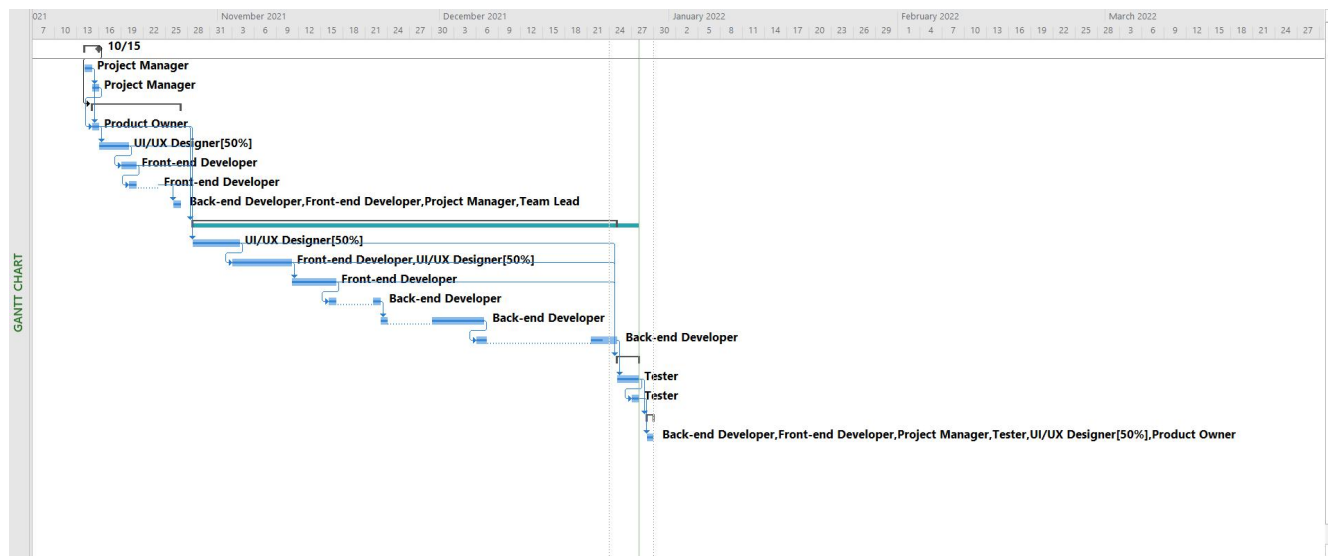 021 November 2021 December 2021 January 2022 February 2022 March 2022
7 10 13 16 19 22 25 28 31 3 6 9 12 15 18 21 24 27 30 3 6 9 12 15 18 21 24 27 30 2 5 8 11 14 17 20 23 26 29 1 4 7 10 13 16 19 22 25 28 3 6 9 12 15 18 21 24 27
10/15
Project Manager
Project Manager
Product Owner
UI/UX Designer[50%]
Front-end Developer
Front-end Developer
Back-end Developer,Front-end Developer,Project Manager,Team Lead
UI/UX Designer[50%]
Front-end Developer,UI/UX Designer[50%]
Front-end Developer
Back-end Developer
Back-end Developer
Back-end Developer
Tester
Tester
Back-end Developer,Front-end Developer,Project Manager,Tester,UI/UX Designer[50%],Product Owner
GANTT CHART